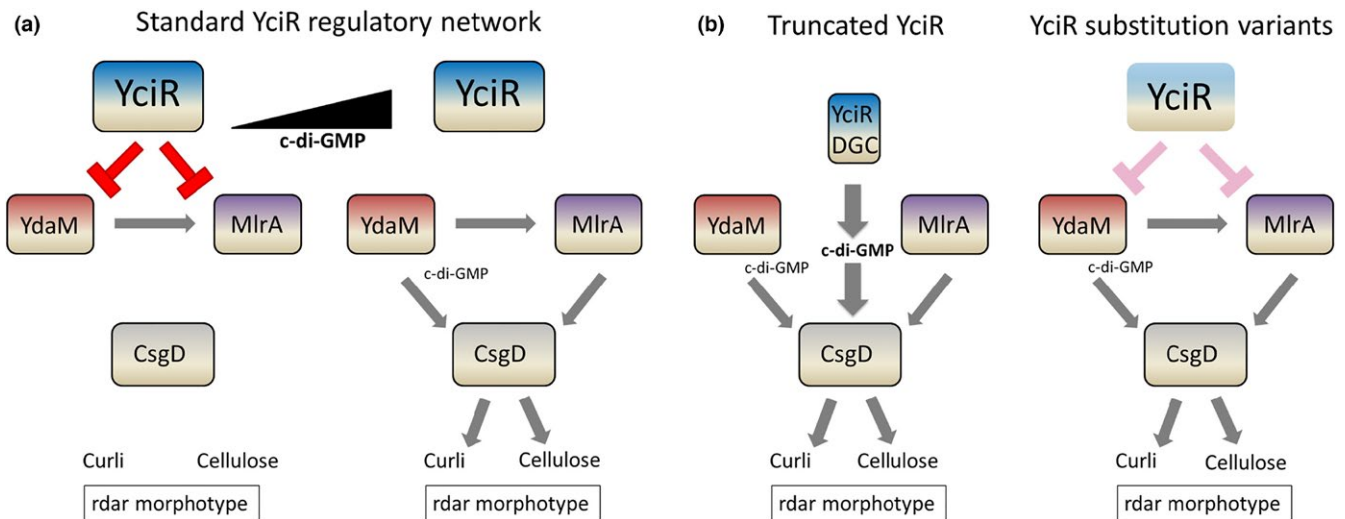 (a) Standard YciR regulatory network
YciR
c-di-GMP
YciR
YdaM
MlrA
YdaM
MlrA
c-di-GMP
CsgD
CsgD
Curli Cellulose
rdar morphotype
Curli Cellulose
rdar morphotype
(b) Truncated YciR
YciR
DGC
YdaM
c-di-GMP
MlrA
c-di-GMP
CsgD
Curli Cellulose
rdar morphotype
YciR substitution variants
YciR
YdaM
MlrA
c-di-GMP
CsgD
Curli Cellulose
rdar morphotype